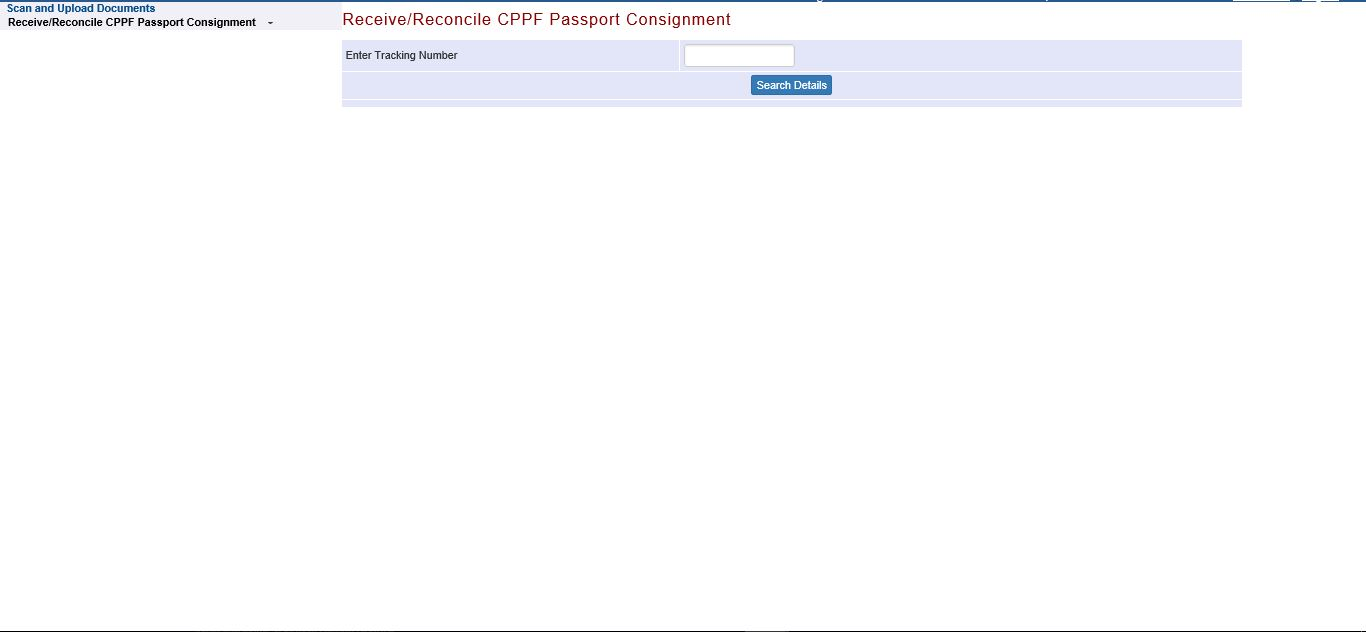 Scan and Upload Documents
Receive/Reconcile CPPF Passport Consignment
Receive/Reconcile CPPF Passport Consignment
Enter Tracking Number
Search Details